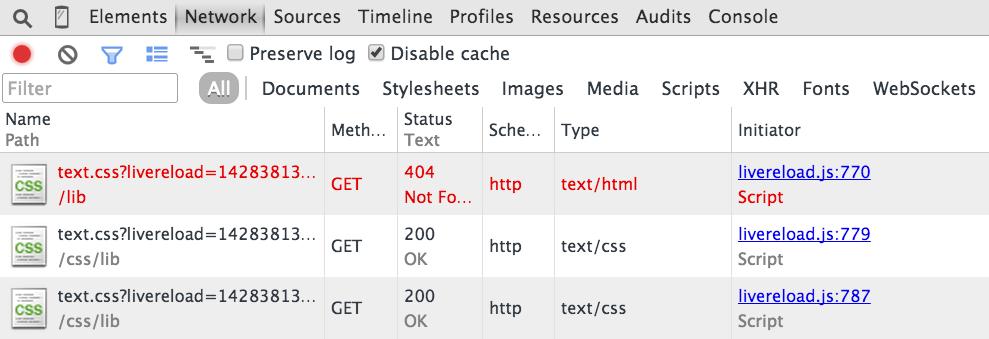 Elements Network Sources Timeline Profiles Resources Audits Console
Preserve log Disable cache
Filter All Documents Stylesheets Images Media Scripts XHR Fonts WebSockets
Name Meth... Status Sche... Type Initiator
Path Text
text.css?livereload=14283813... GET 404 http text/html livereload.js:770
/lib Not Fo... Script
text.css?livereload=14283813... GET 200 http text/css livereload.js:779
/css/lib OK Script
text.css?livereload=14283813... GET 200 http text/css livereload.js:787
/css/lib OK Script
CSS
CSS
CSS